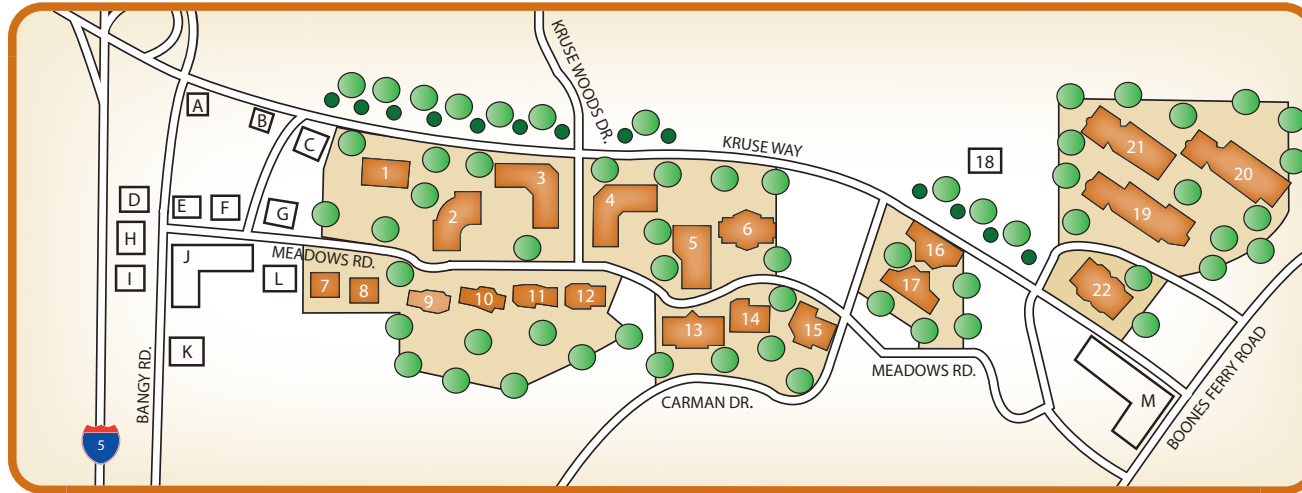 KRUSE WOODS DR.
A
B
C
KRUSE WAY
18
21
20
1
3
2
4
5
6
19
D
E
F
G
H
I
J
L
K
MEADOWS RD.
7
8
9
10
11
12
13
14
15
16
17
22
MEADOWS RD.
CARMAN DR.
BANGY RD.
5
M
BOONES FERRY ROAD